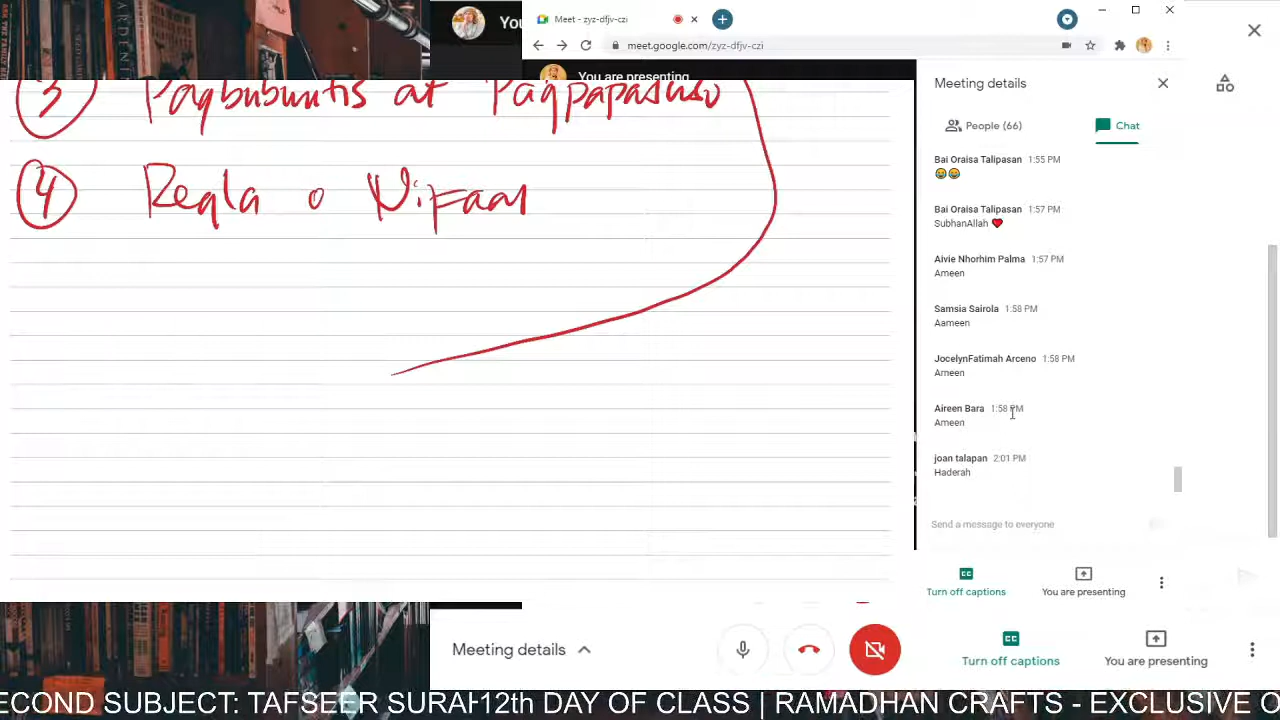 You
Meet - zyz-dfjv-czi
meet.google.com/zyz-dfjv-czi
You are presenting
Meeting details
People (66)
Chat
3 Pagbubuntis at Pagpapasuso
4 Regla o Nifaas
Bai Oraisa Talipasan 1:55 PM
😂😂
Bai Oraisa Talipasan 1:57 PM
SubhanAllah ❤️
Aivie Nhorhim Palma 1:57 PM
Ameen
Samsia Sairola 1:58 PM
Aameen
JocelynFatimah Arceno 1:58 PM
Ameen
Aireen Bara 1:58 PM
Ameen
joan talapan 2:01 PM
Haderah
Send a message to everyone
CC
Turn off captions
You are presenting
Meeting details
CC
Turn off captions
You are presenting
ECOND SUBJECT: TAFSEER SURAH 12th DAY OF CLASS | RAMADHAN CRAFTS - EXCLUSIVE O